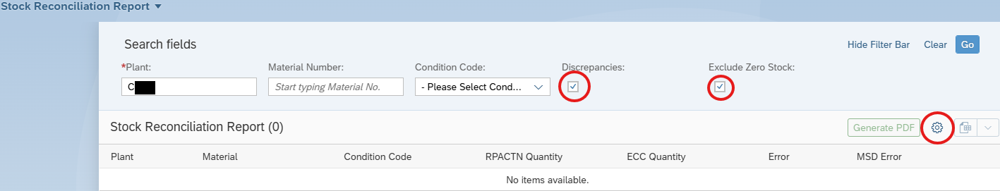 Stock Reconciliation Report
Search fields
Hide Filter Bar Clear Go
*Plant: Material Number: Condition Code: Discrepancies: Exclude Zero Stock:
C Start typing Material No. - Please Select Cond...
Stock Reconciliation Report (0) Generate PDF
Plant Material Condition Code RPACTN Quantity ECC Quantity Error MSD Error
No items available.